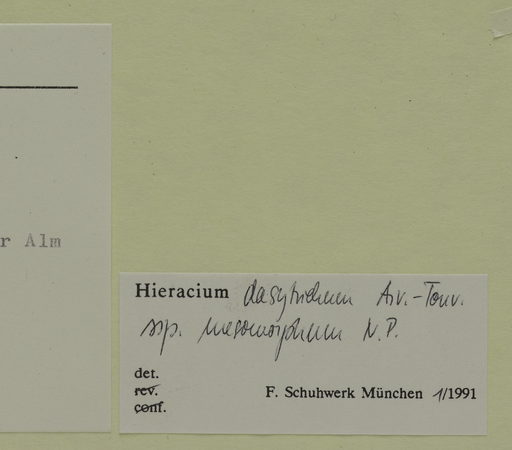 r Alm
Hieracium dasytrichum Arv.-Touv.
ssp. mesomorphum N.P.
det.
rev.
conf.
F. Schuhwerk München 1/1991